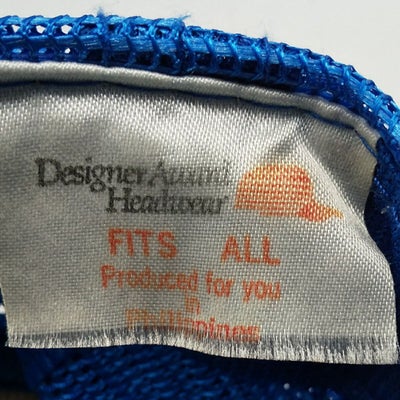 Designer Award
Headwear
FITS ALL
Produced for you
in
Philippines